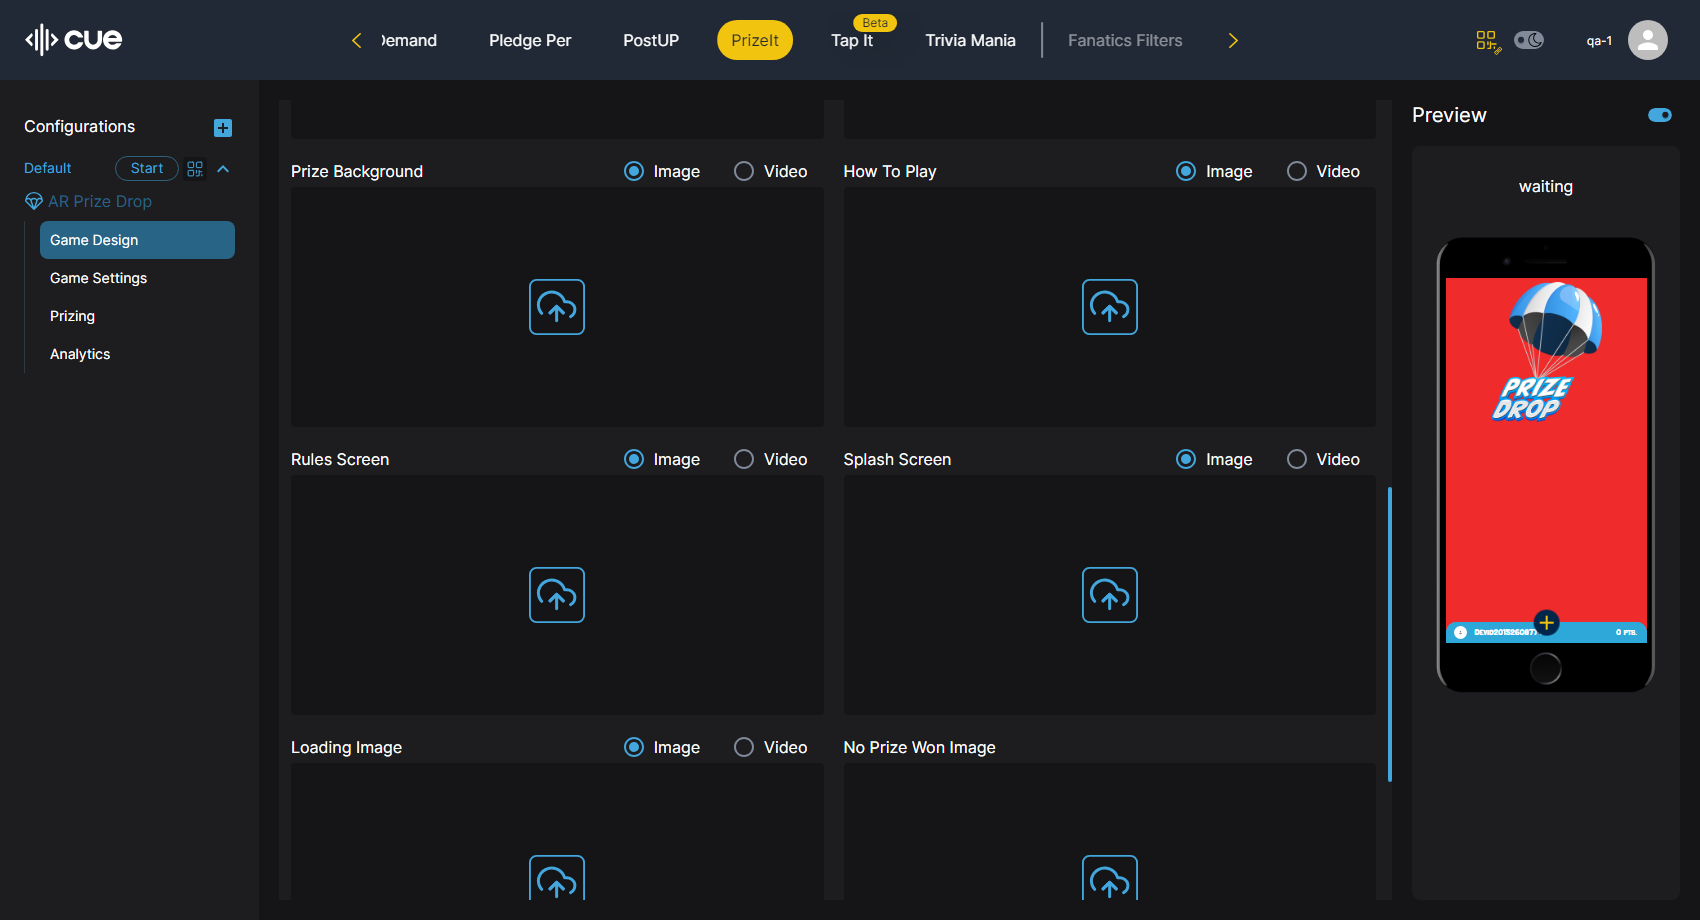 cue
Demand
Pledge Per
PostUP
PrizeIt
Beta
Tap It
Trivia Mania
Fanatics Filters
qa-1
Configurations
Default
Start
AR Prize Drop
Game Design
Game Settings
Prizing
Analytics
Prize Background
Image
Video
How To Play
Image
Video
Rules Screen
Image
Video
Splash Screen
Image
Video
Loading Image
Image
Video
No Prize Won Image
Preview
waiting
PRIZE
DROP
0 PTS.